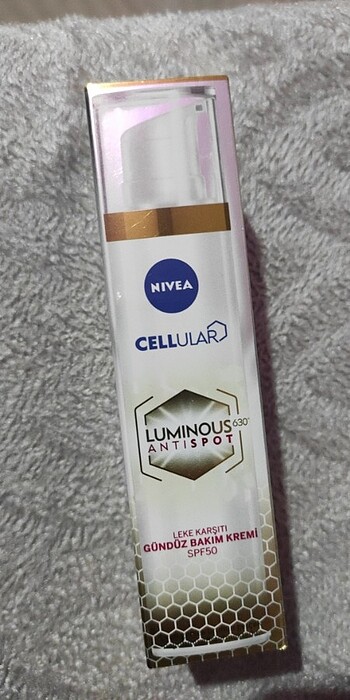 NIVEA
CELLULAR
LUMINOUS630®
ANTISPOT
LEKE KARŞITI
GÜNDÜZ BAKIM KREMİ
SPF50